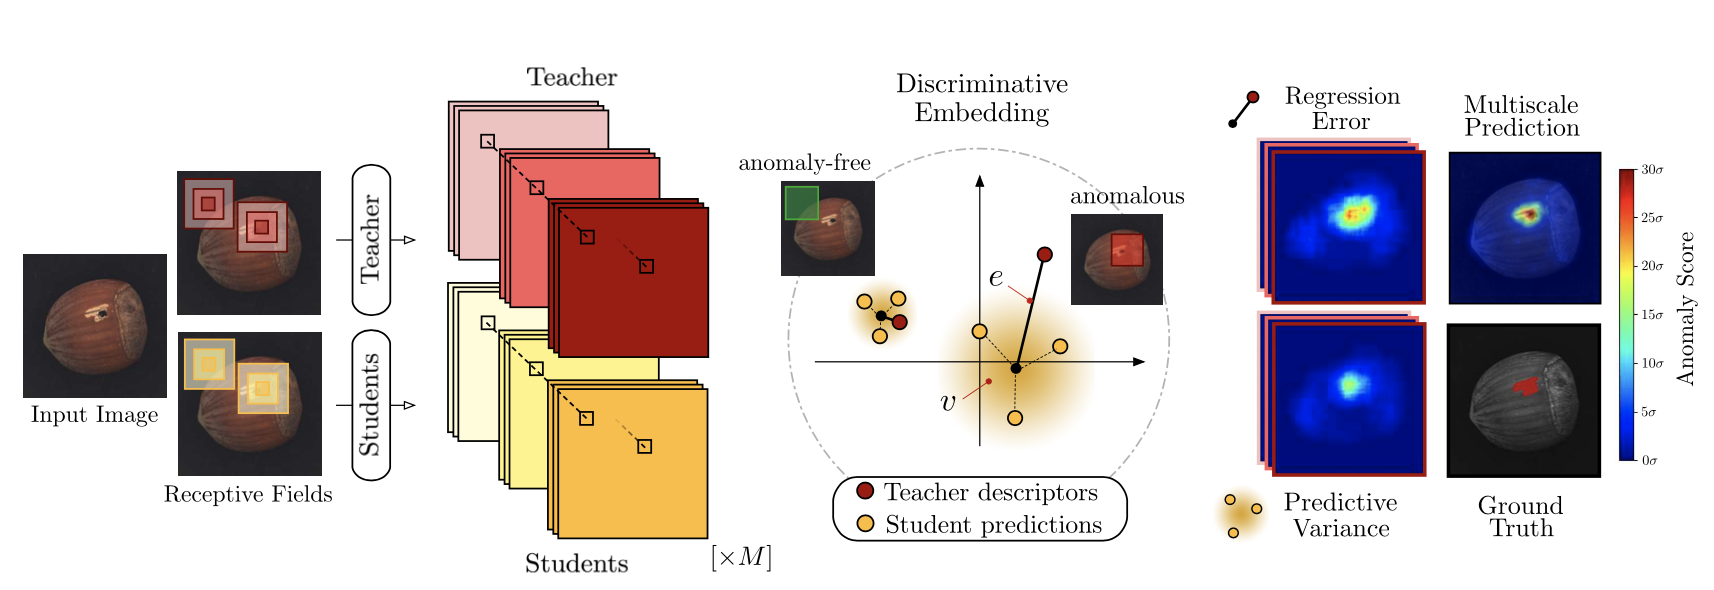 Input Image
Receptive Fields
Teacher
Students
Teacher
Students
[×M]
Discriminative
Embedding
anomaly-free
anomalous
e
v
Teacher descriptors
Student predictions
Regression
Error
Multiscale
Prediction
Predictive
Variance
Ground
Truth
30σ
25σ
20σ
15σ
10σ
5σ
0σ
Anomaly Score